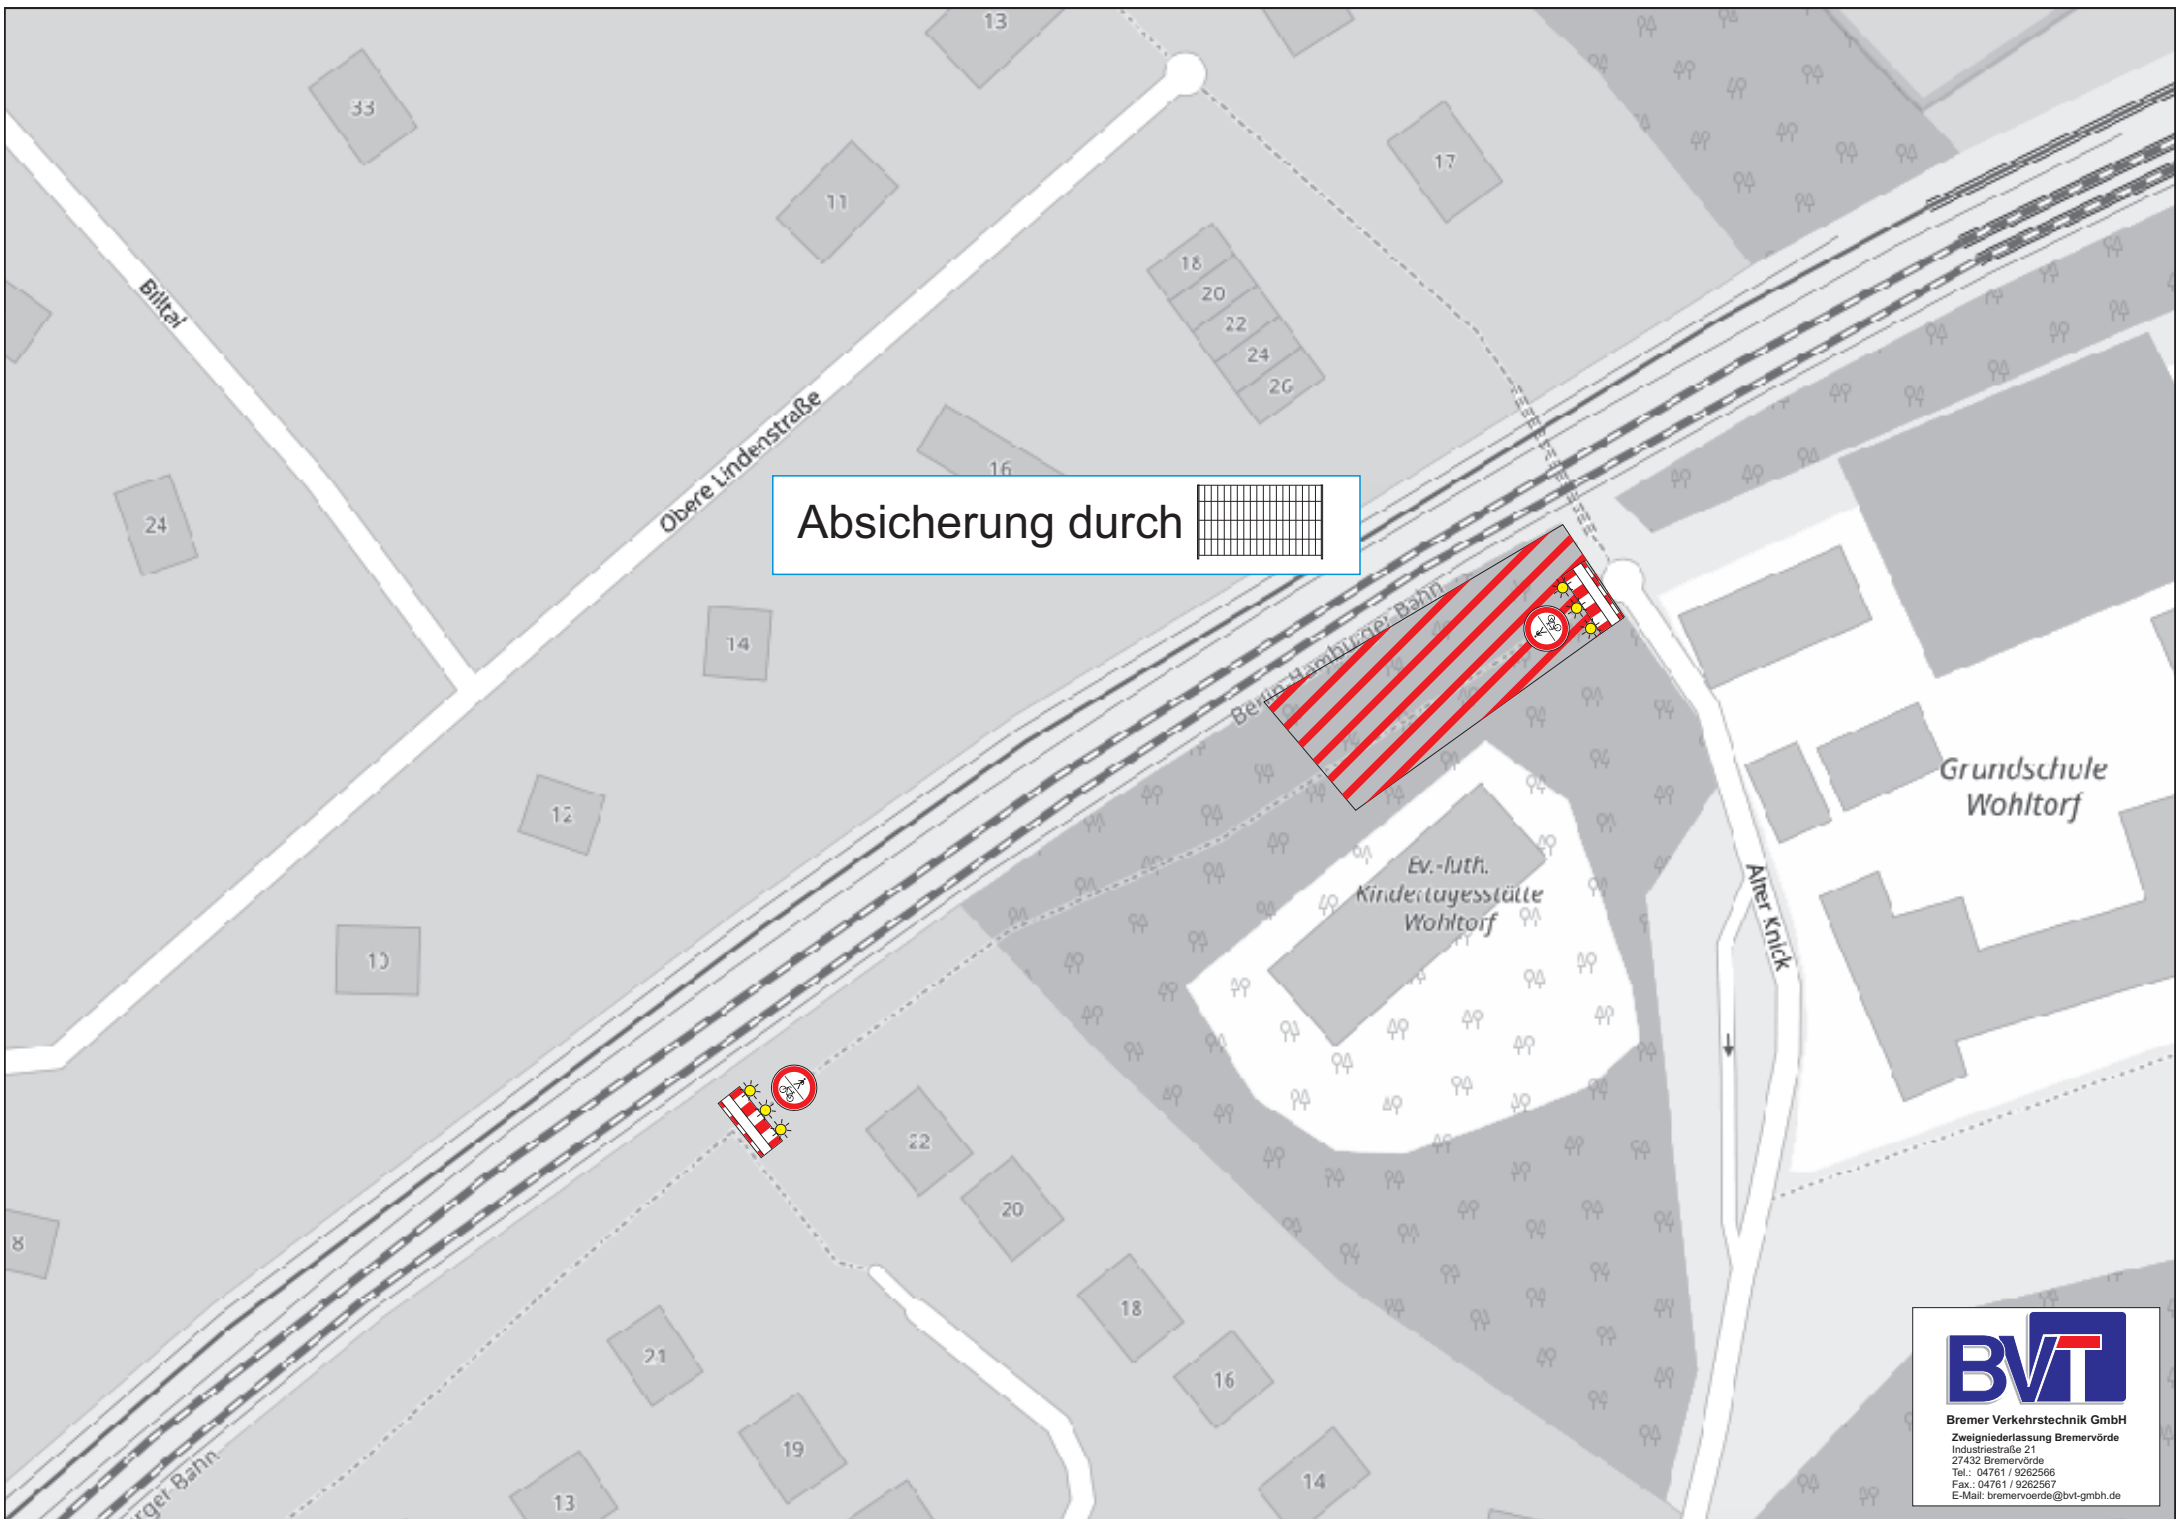 13
33
17
11
18
20
22
24
26
Billtal
Obere Lindenstraße
16
24
Absicherung durch
14
Berlin-Hamburger Bahn
12
Grundschule
Wohltorf
Ev.-luth.
Kindertagesstätte
Wohltorf
Alter Knick
10
22
20
8
18
21
16
19
14
13
rger Bahn
BVT
Bremer Verkehrstechnik GmbH
Zweigniederlassung Bremervörde
Industriestraße 21
27432 Bremervörde
Tel.: 04761 / 9262566
Fax.: 04761 / 9262567
E-Mail: bremervoerde@bvt-gmbh.de